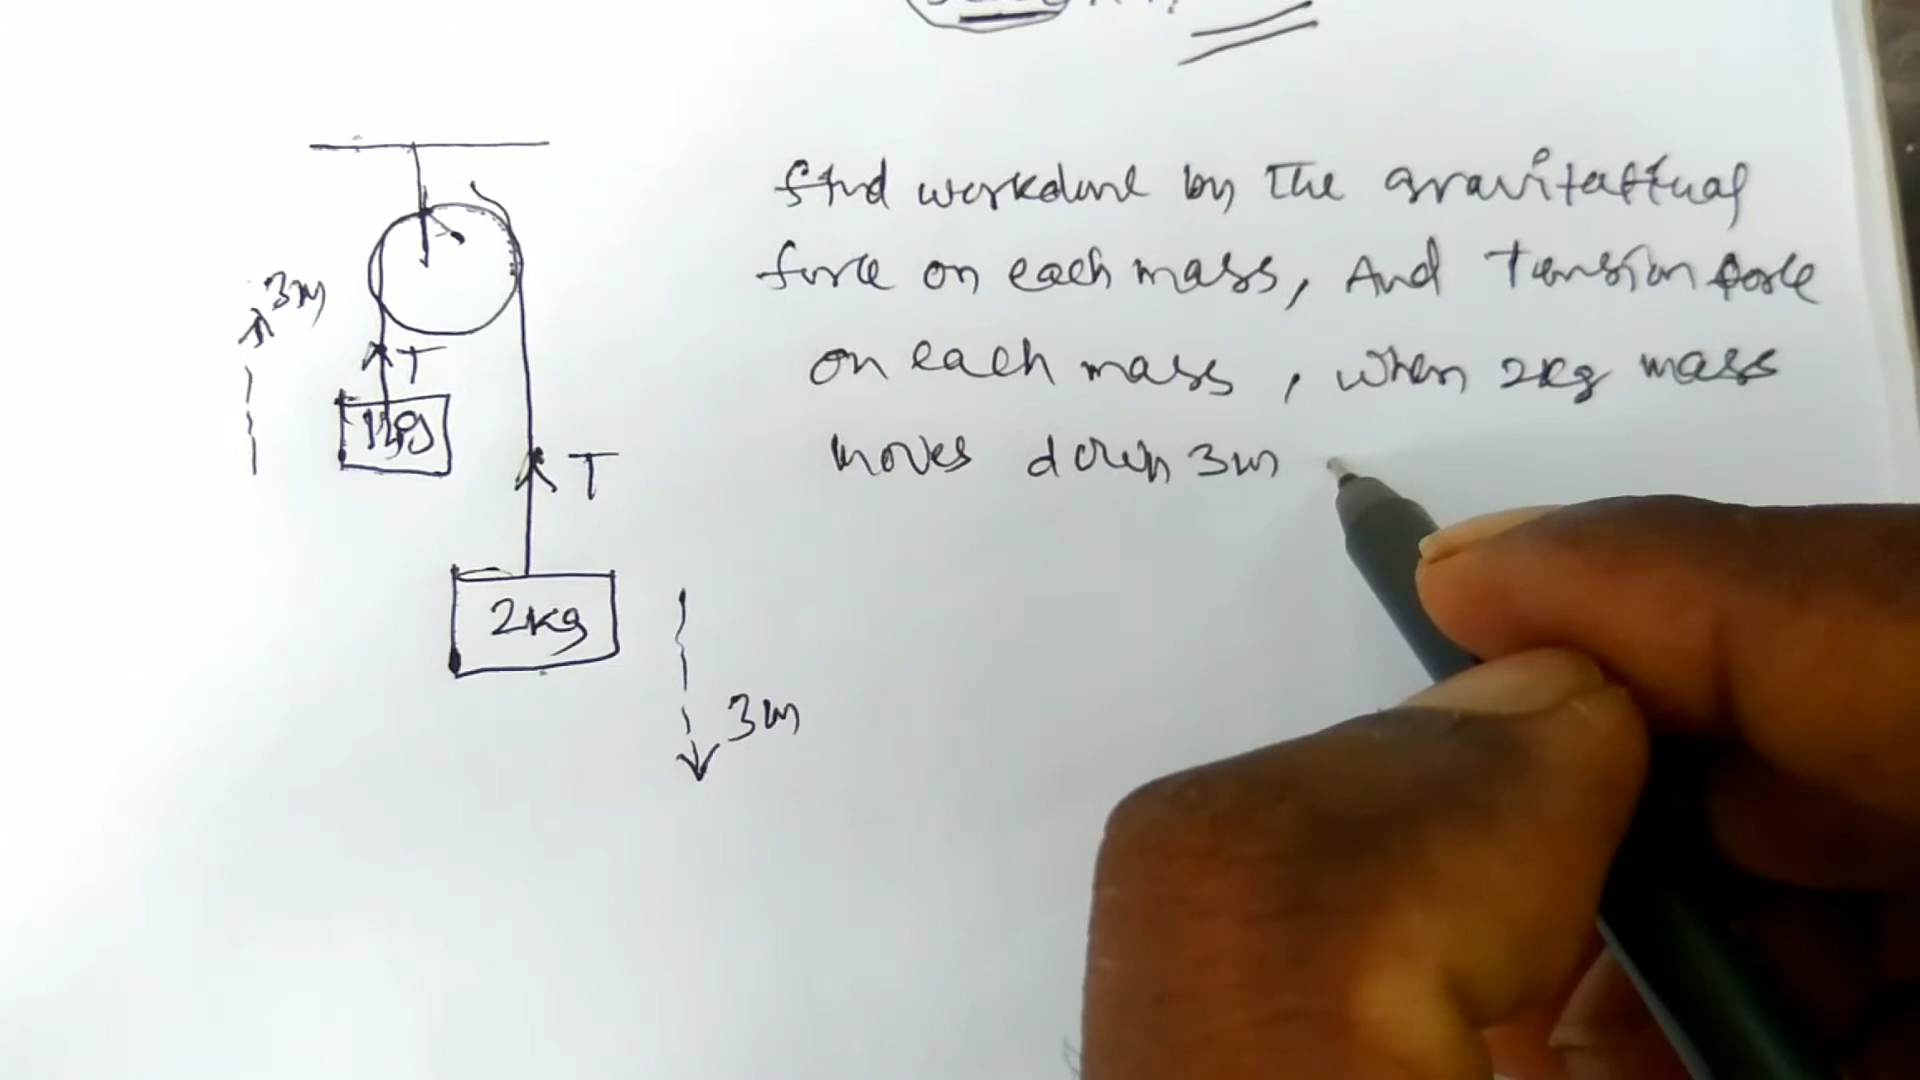 find workdone by The gravitational
force on each mass, And Tension force
on each mass, when 2kg mass
moves down 3m
3m
T
1kg
T
2kg
3m